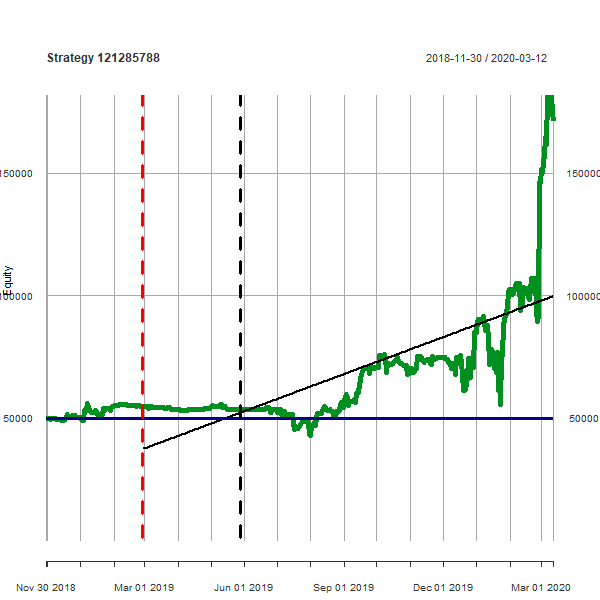 Strategy 121285788
2018-11-30 / 2020-03-12
150000
150000
Equity
100000
100000
50000
50000
Nov 30 2018
Mar 01 2019
Jun 01 2019
Sep 01 2019
Dec 01 2019
Mar 01 2020